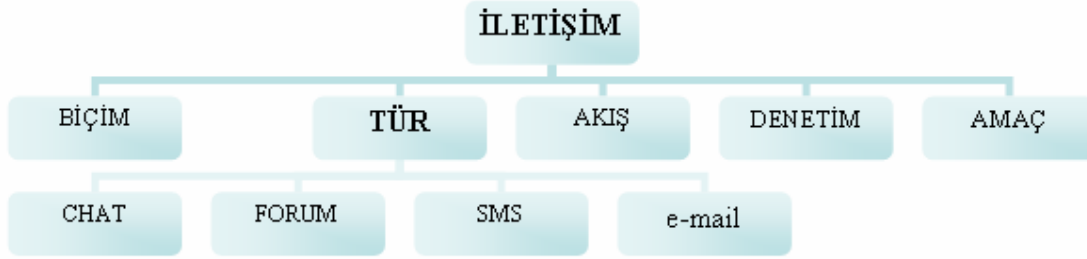 İLETİŞİM
BİÇİM
TÜR
AKIŞ
DENETİM
AMAÇ
CHAT
FORUM
SMS
e-mail